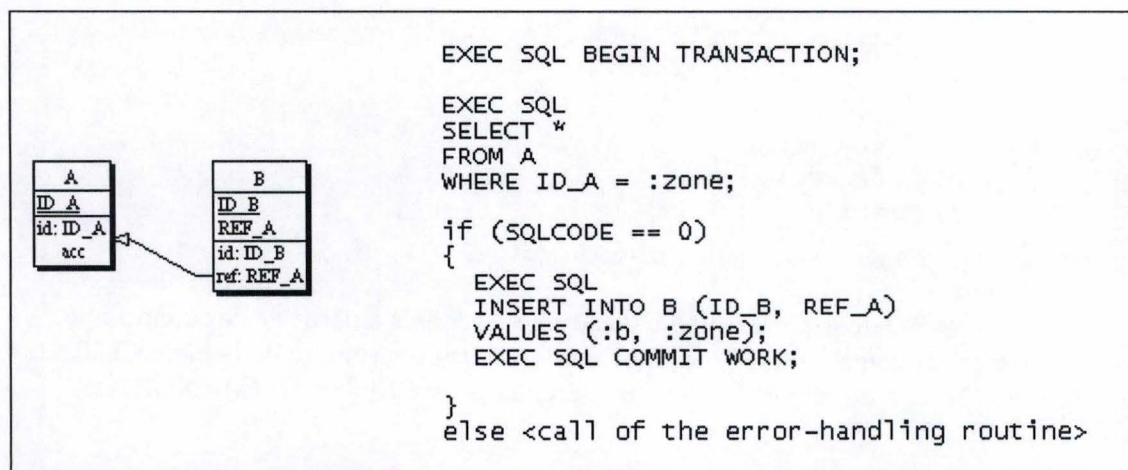 A
ID_A
id: ID_A
acc
B
ID_B
REF_A
id: ID_B
ref: REF_A
EXEC SQL BEGIN TRANSACTION;
EXEC SQL
SELECT *
FROM A
WHERE ID_A = :zone;
if (SQLCODE == 0)
{
EXEC SQL
INSERT INTO B (ID_B, REF_A)
VALUES (:b, :zone);
EXEC SQL COMMIT WORK;
}
else <call of the error-handling routine>